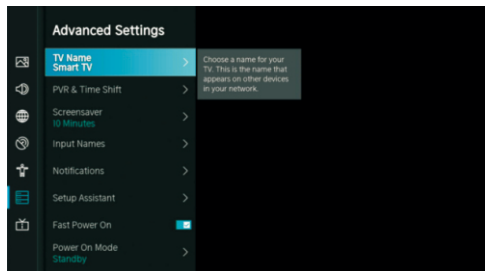 Advanced Settings
TV Name
Smart TV
Choose a name for your
TV. This is the name that
appears on other devices
in your network.
PVR & Time Shift
Screensaver
10 Minutes
Input Names
Notifications
Setup Assistant
Fast Power On
Power On Mode
Standby